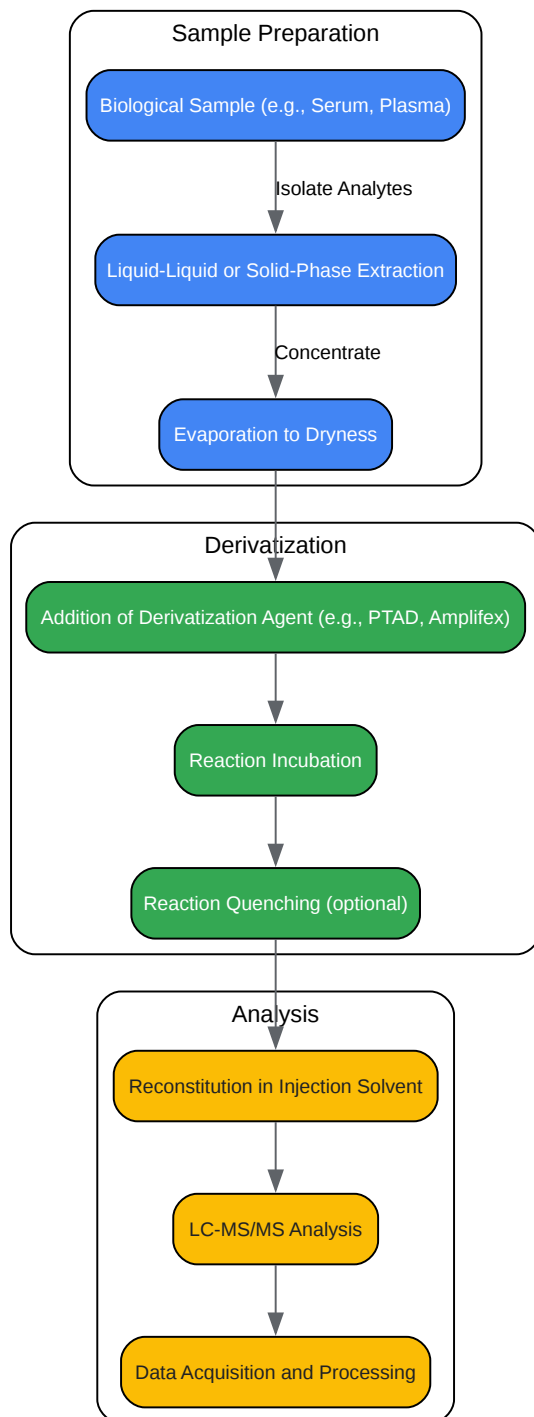 Sample Preparation
Biological Sample (e.g., Serum, Plasma)
Isolate Analytes
Liquid-Liquid or Solid-Phase Extraction
Concentrate
Evaporation to Dryness
Derivatization
Addition of Derivatization Agent (e.g., PTAD, Amplifex)
Reaction Incubation
Reaction Quenching (optional)
Analysis
Reconstitution in Injection Solvent
LC-MS/MS Analysis
Data Acquisition and Processing